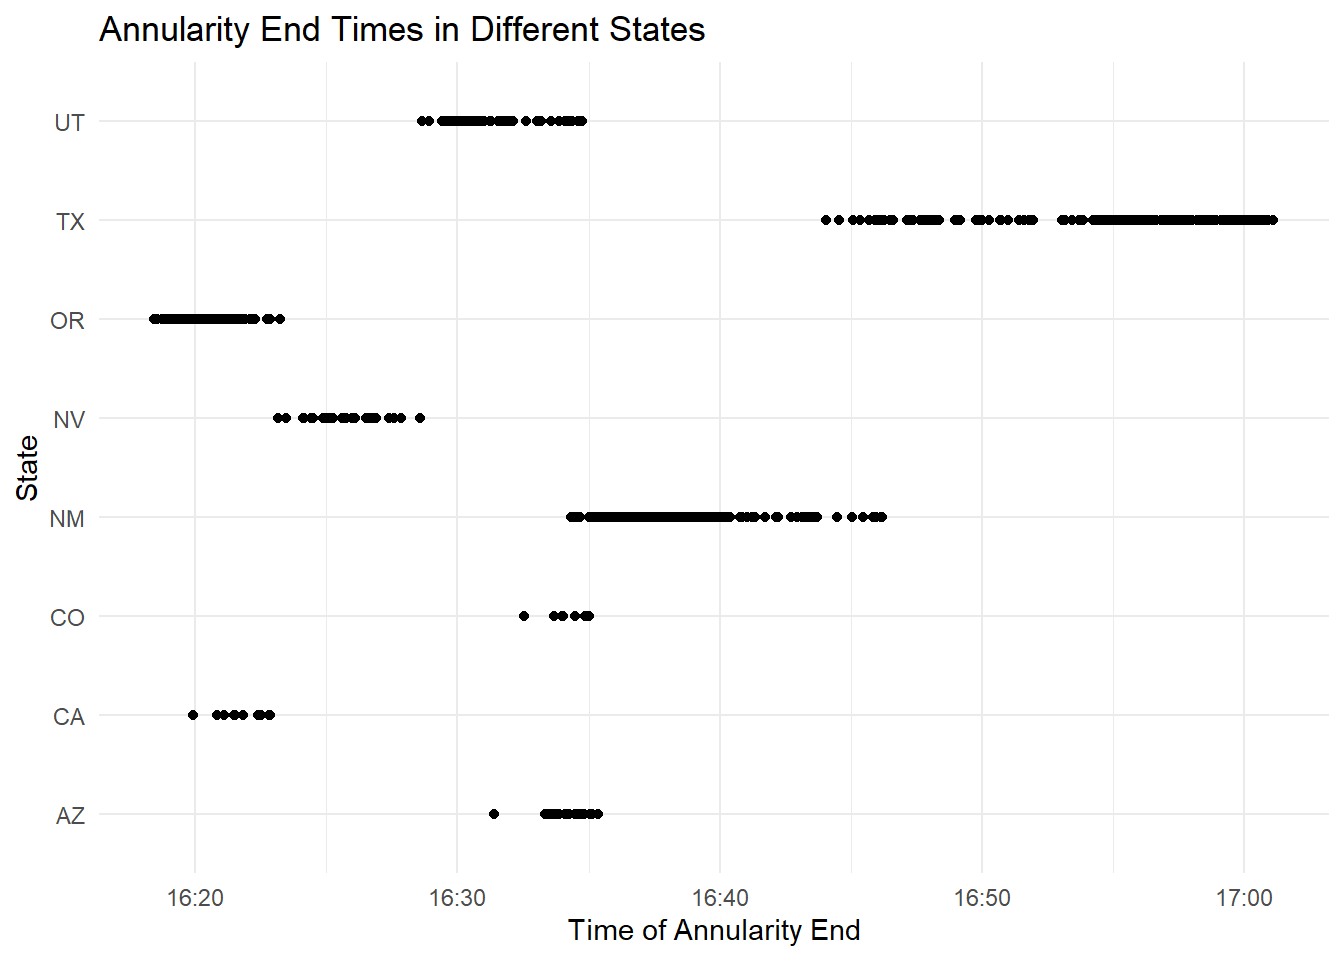 Annularity End Times in Different States
UT
TX
OR
NV
State
NM
CO
CA
AZ
16:20 16:30 16:40 16:50 17:00
Time of Annularity End